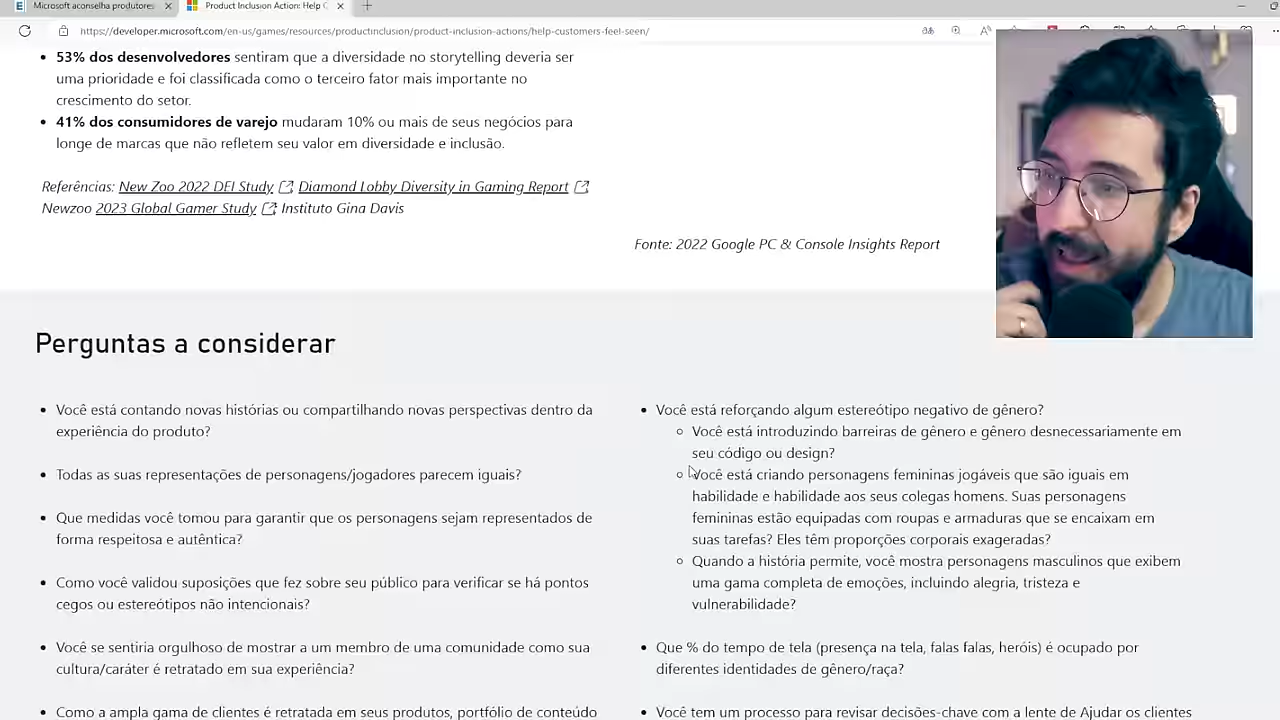 Microsoft aconselha produtores
Product Inclusion Action: Help C
https://developer.microsoft.com/en-us/games/resources/productinclusion/product-inclusion-actions/help-customers-feel-seen/
53% dos desenvolvedores sentiram que a diversidade no storytelling deveria ser
uma prioridade e foi classificada como o terceiro fator mais importante no
crescimento do setor.
41% dos consumidores de varejo mudaram 10% ou mais de seus negócios para
longe de marcas que não refletem seu valor em diversidade e inclusão.
Referências: New Zoo 2022 DEI Study Diamond Lobby Diversity in Gaming Report
Newzoo 2023 Global Gamer Study ; Instituto Gina Davis
Fonte: 2022 Google PC & Console Insights Report
Perguntas a considerar
Você está contando novas histórias ou compartilhando novas perspectivas dentro da
experiência do produto?
Todas as suas representações de personagens/jogadores parecem iguais?
Que medidas você tomou para garantir que os personagens sejam representados de
forma respeitosa e autêntica?
Como você validou suposições que fez sobre seu público para verificar se há pontos
cegos ou estereótipos não intencionais?
Você se sentiria orgulhoso de mostrar a um membro de uma comunidade como sua
cultura/caráter é retratado em sua experiência?
Como a ampla gama de clientes é retratada em seus produtos, portfólio de conteúdo
Você está reforçando algum estereótipo negativo de gênero?
Você está introduzindo barreiras de gênero e gênero desnecessariamente em
seu código ou design?
Você está criando personagens femininas jogáveis que são iguais em
habilidade e habilidade aos seus colegas homens. Suas personagens
femininas estão equipadas com roupas e armaduras que se encaixam em
suas tarefas? Eles têm proporções corporais exageradas?
Quando a história permite, você mostra personagens masculinos que exibem
uma gama completa de emoções, incluindo alegria, tristeza e
vulnerabilidade?
Que % do tempo de tela (presença na tela, falas falas, heróis) é ocupado por
diferentes identidades de gênero/raça?
Você tem um processo para revisar decisões-chave com a lente de Ajudar os clientes